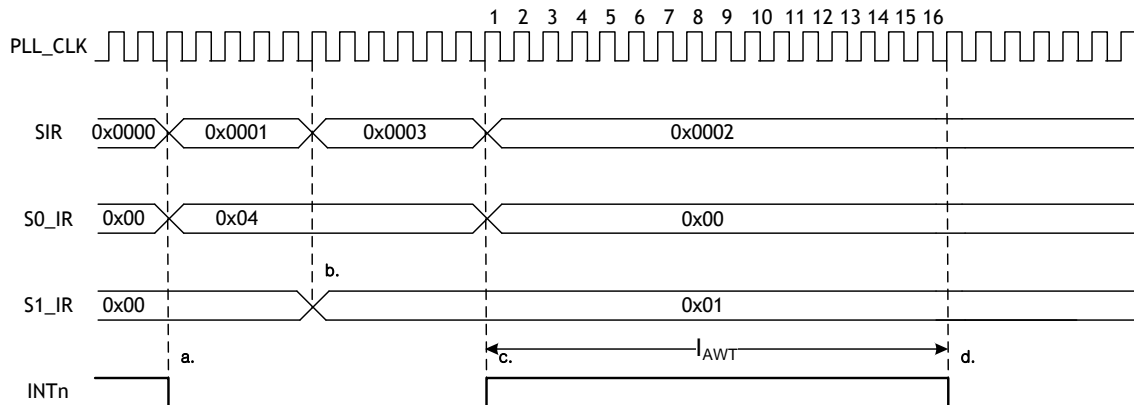 1 2 3 4 5 6 7 8 9 10 11 12 13 14 15 16
PLL_CLK
SIR 0x0000 0x0001 0x0003 0x0002
S0_IR 0x00 0x04 0x00
b.
S1_IR 0x00 0x01
a. c. IAWT d.
INTn